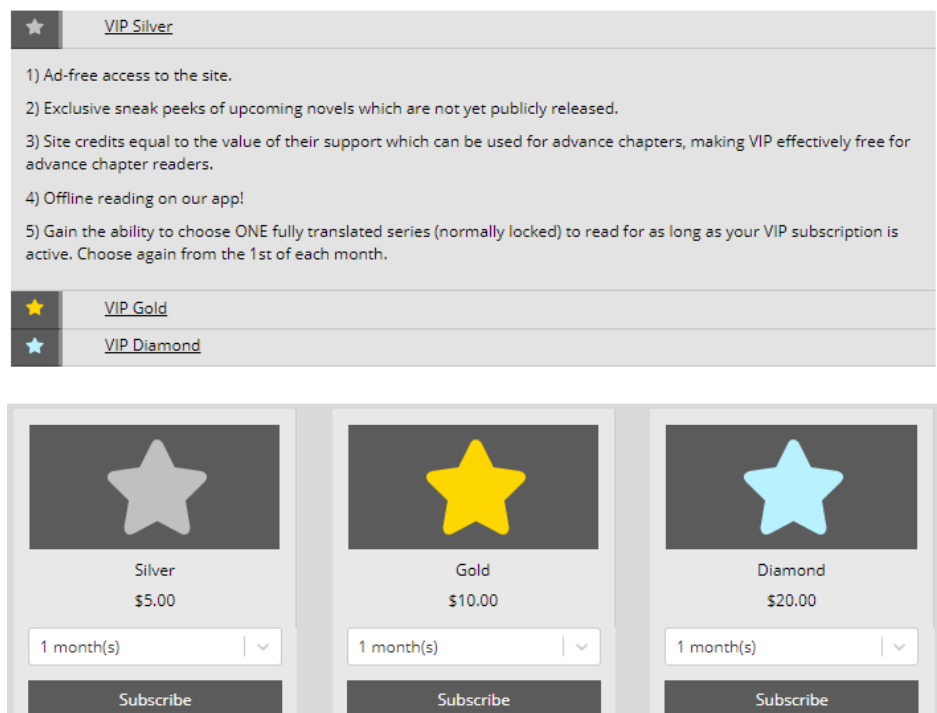 VIP Silver
1) Ad-free access to the site.
2) Exclusive sneak peeks of upcoming novels which are not yet publicly released.
3) Site credits equal to the value of their support which can be used for advance chapters, making VIP effectively free for
advance chapter readers.
4) Offline reading on our app!
5) Gain the ability to choose ONE fully translated series (normally locked) to read for as long as your VIP subscription is
active. Choose again from the 1st of each month.
VIP Gold
VIP Diamond
Silver
$5.00
1 month(s)
Subscribe
Gold
$10.00
1 month(s)
Subscribe
Diamond
$20.00
1 month(s)
Subscribe